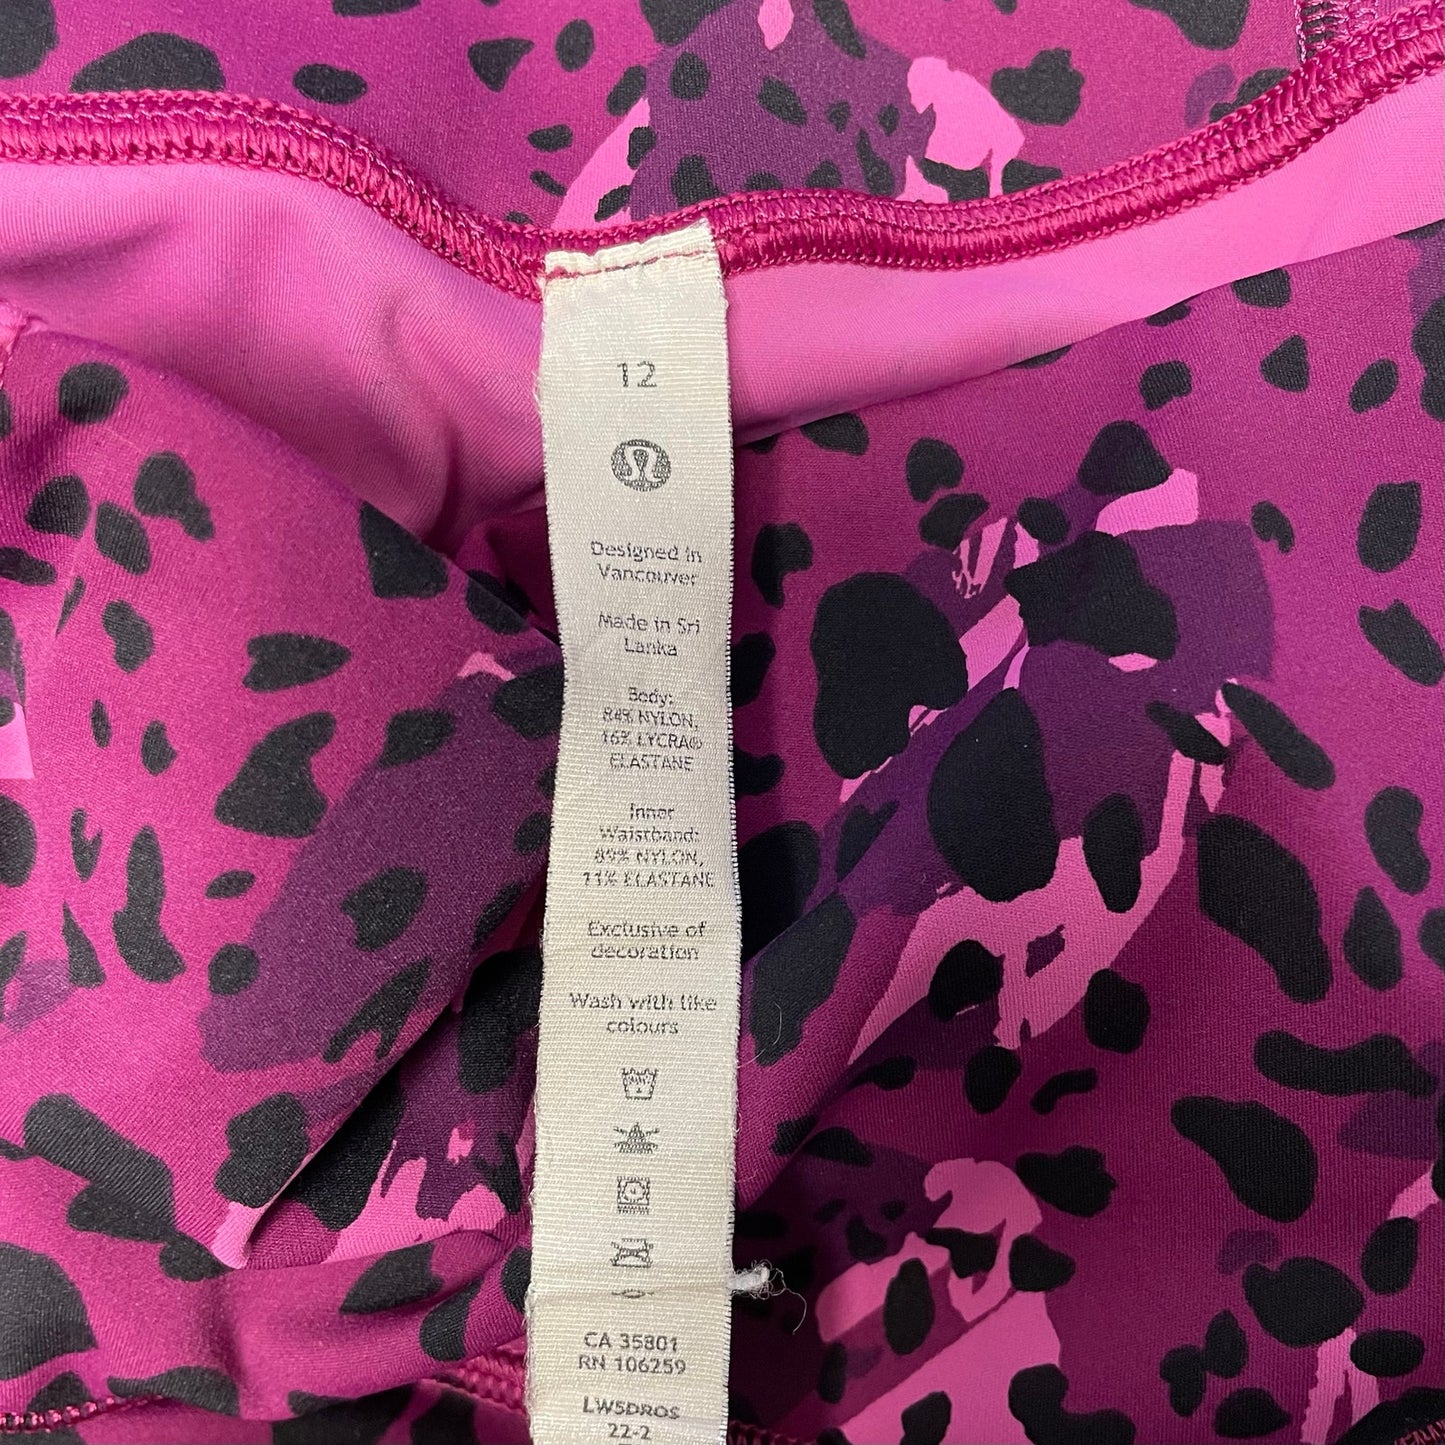 12
Designed in
Vancouver
Made in Sri
Lanka
Body:
84% NYLON,
16% LYCRA®
ELASTANE
Inner
Waistband:
89% NYLON,
11% ELASTANE
Exclusive of
decoration
Wash with like
colours
CA 35801
RN 106259
LW5DROS
22-2